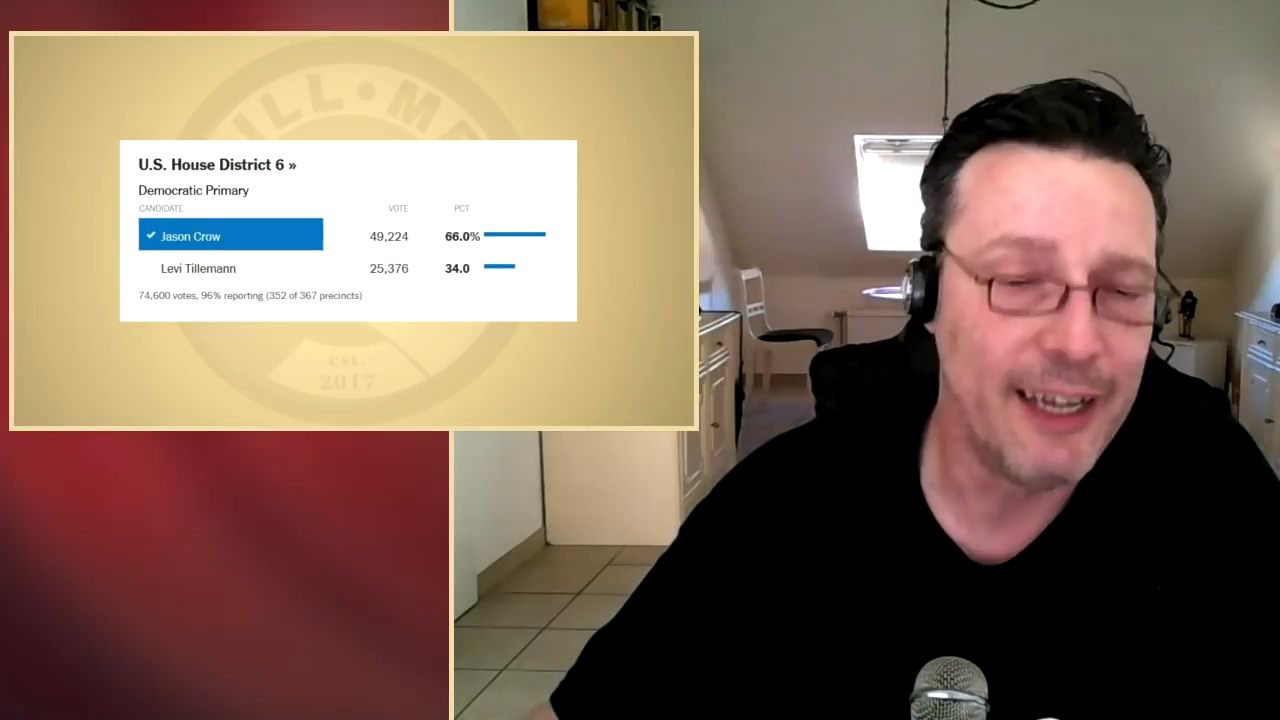 ILL • M
U.S. House District 6 »
Democratic Primary
CANDIDATE VOTE PCT
Jason Crow 49,224 66.0%
Levi Tillemann 25,376 34.0
74,600 votes, 96% reporting (352 of 367 precincts)
est.
2017